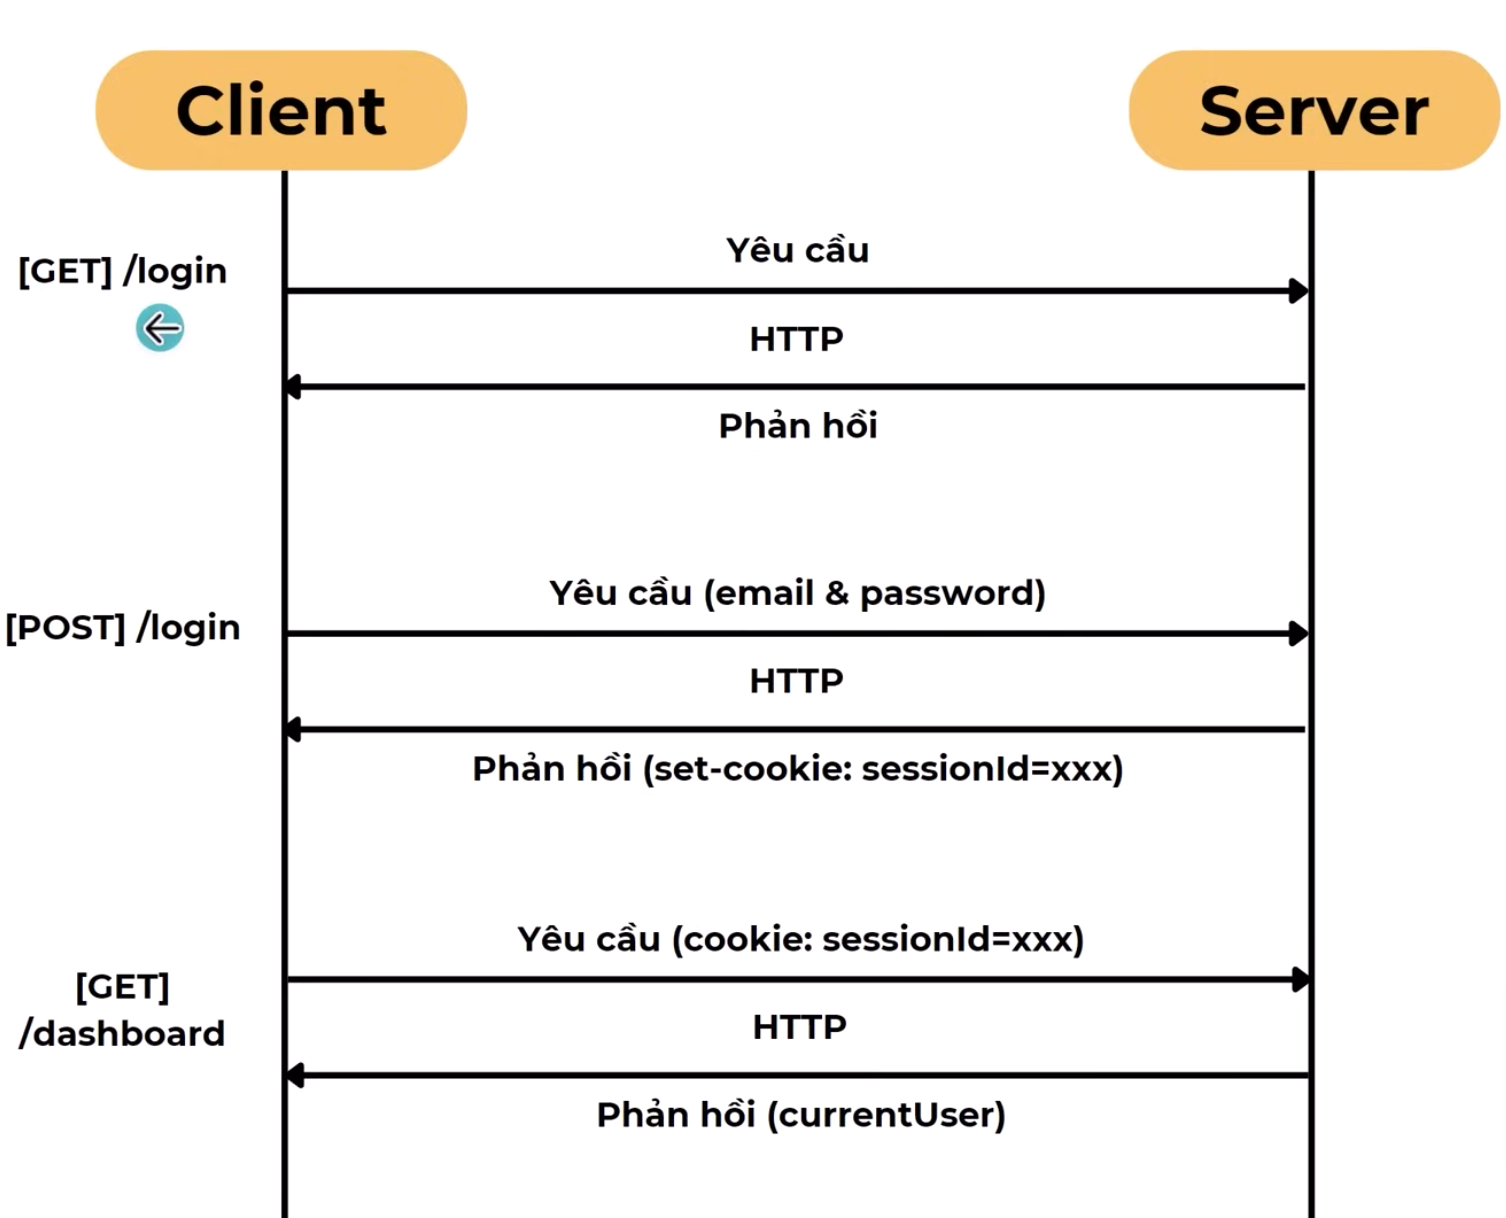 Client
Server
[GET] /login
Yêu cầu
HTTP
Phản hồi
[POST] /login
Yêu cầu (email & password)
HTTP
Phản hồi (set-cookie: sessionId=xxx)
[GET]
/dashboard
Yêu cầu (cookie: sessionId=xxx)
HTTP
Phản hồi (currentUser)